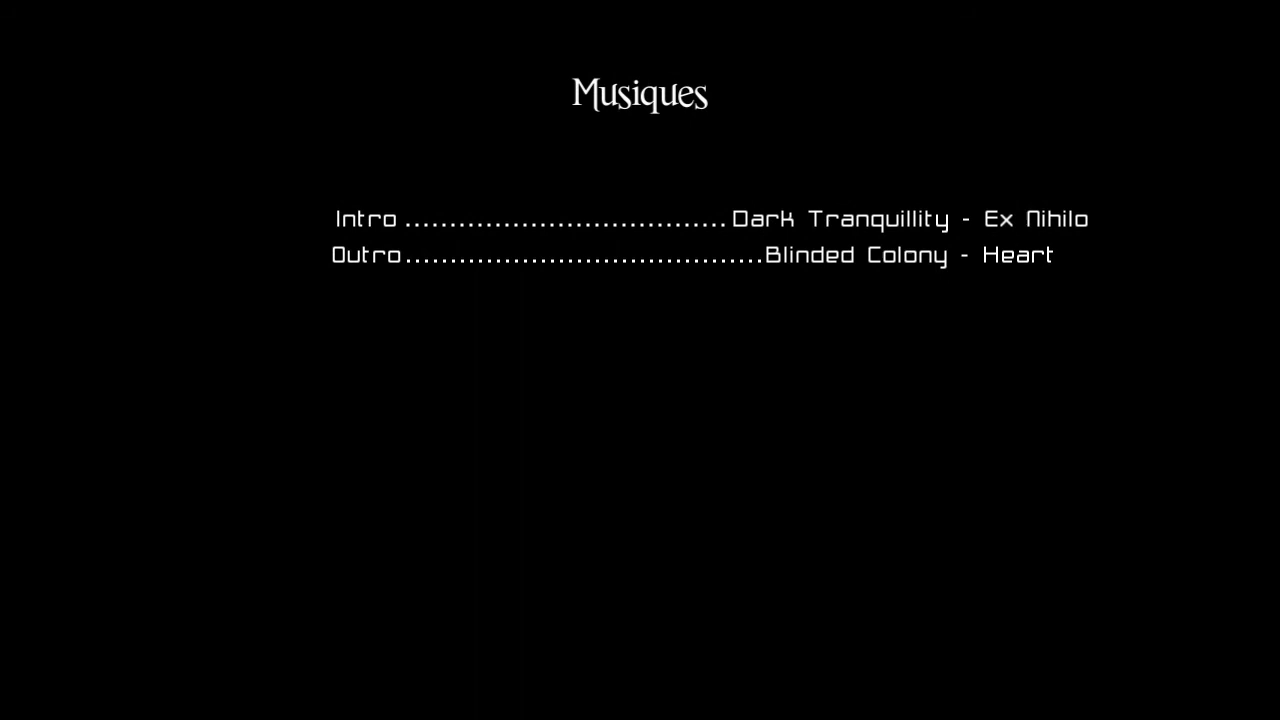 Musiques
Intro ...................................Dark Tranquillity - Ex Nihilo
Outro.......................................Blinded Colony - Heart